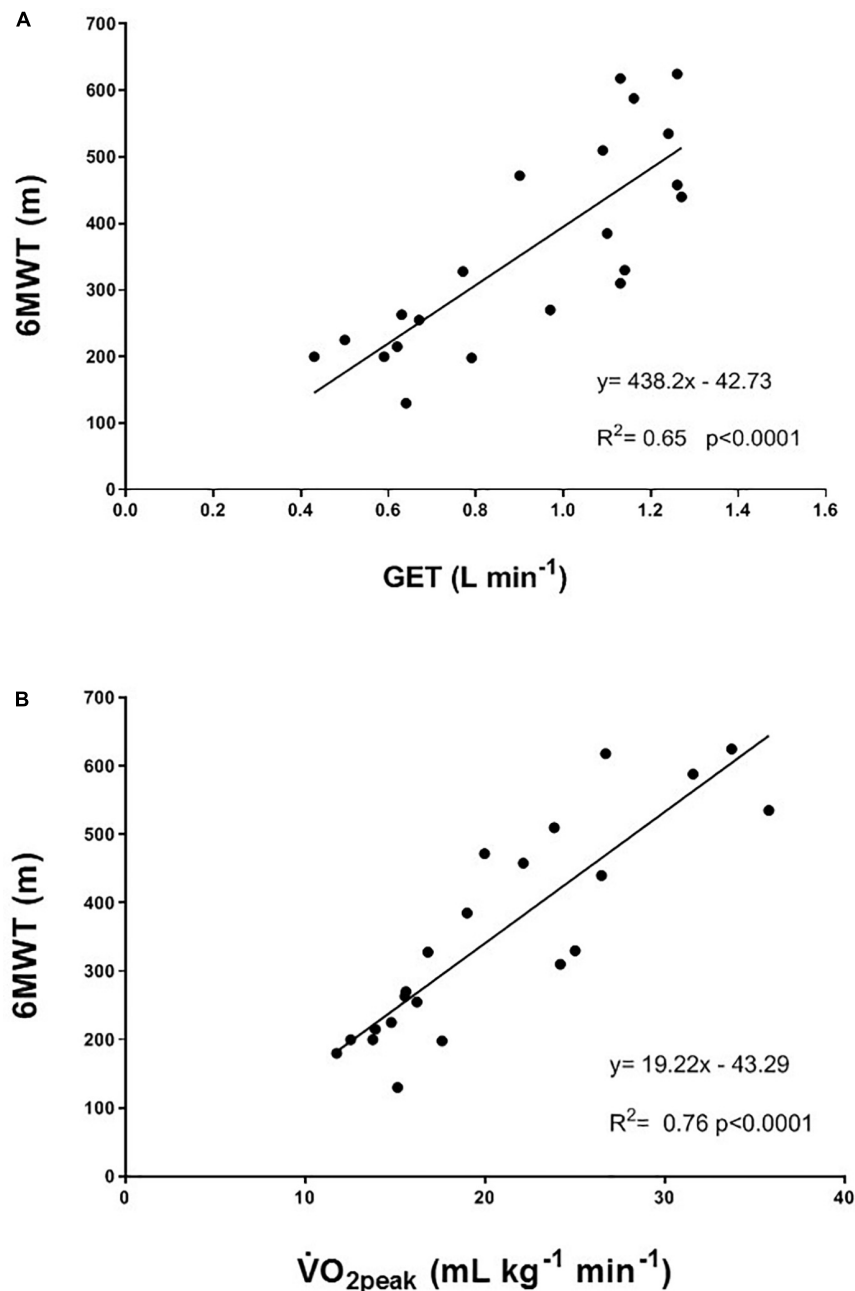 A
700
600
500
400
300
200
100
0
6MWT (m)
y= 438.2x - 42.73
R²= 0.65 p<0.0001
0.0 0.2 0.4 0.6 0.8 1.0 1.2 1.4 1.6
GET (L min⁻¹)
B
700
600
500
400
300
200
100
0
6MWT (m)
y= 19.22x - 43.29
R²= 0.76 p<0.0001
0 10 20 30 40
V̇O₂peak (mL kg⁻¹ min⁻¹)